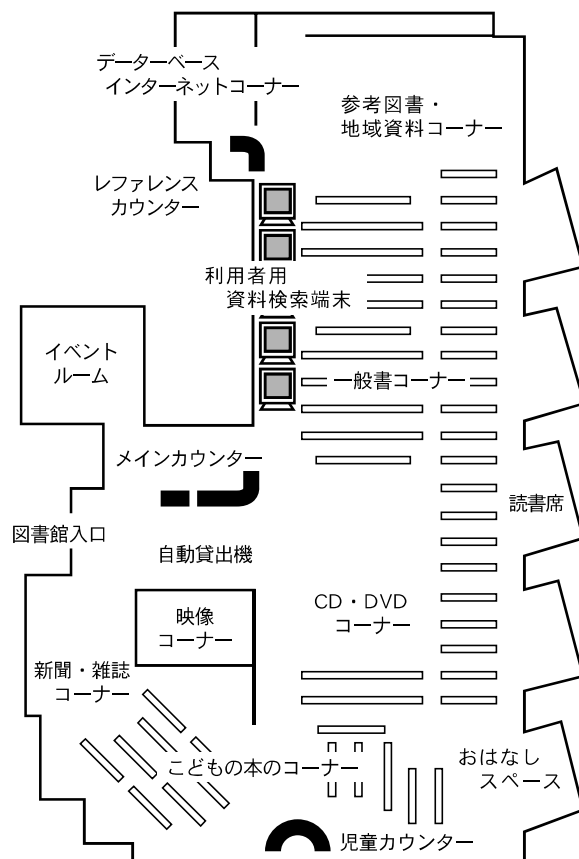 データーベース
インターネットコーナー
参考図書・
地域資料コーナー
レファレンス
カウンター
利用者用
資料検索端末
イベント
ルーム
一般書コーナー
メインカウンター
読書席
図書館入口
自動貸出機
CD・DVD
コーナー
映像
コーナー
新聞・雑誌
コーナー
こどもの本のコーナー
おはなし
スペース
児童カウンター